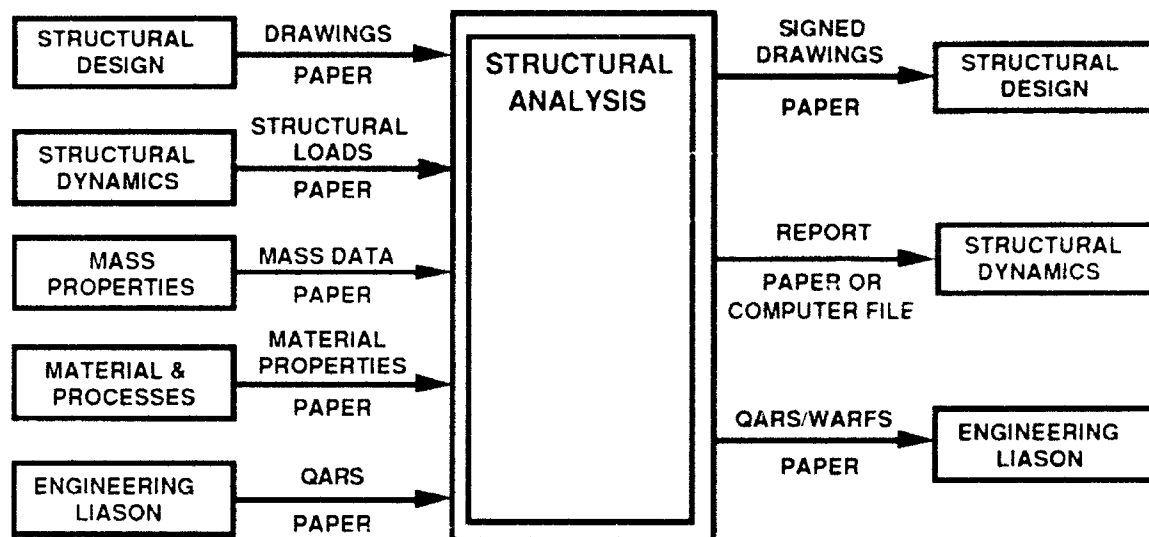 STRUCTURAL
DESIGN
DRAWINGS
PAPER
STRUCTURAL
DYNAMICS
STRUCTURAL
LOADS
PAPER
MASS
PROPERTIES
MASS DATA
PAPER
MATERIAL &
PROCESSES
MATERIAL
PROPERTIES
PAPER
ENGINEERING
LIASON
QARS
PAPER
STRUCTURAL
ANALYSIS
SIGNED
DRAWINGS
PAPER
STRUCTURAL
DESIGN
REPORT
PAPER OR
COMPUTER FILE
STRUCTURAL
DYNAMICS
QARS/WARFS
PAPER
ENGINEERING
LIASON